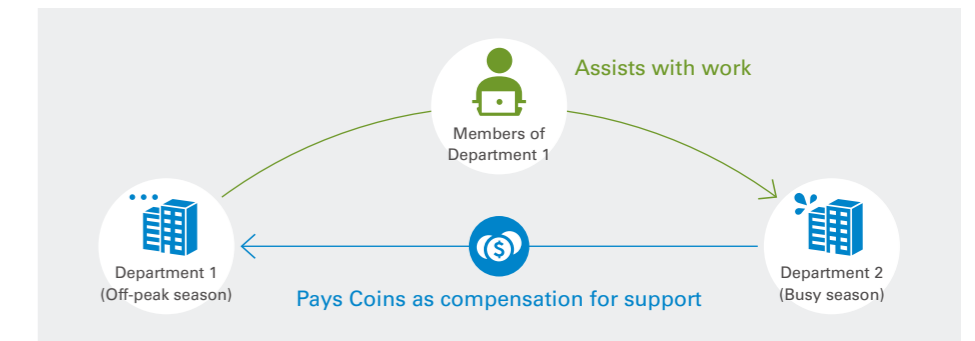 Assists with work
Members of
Department 1
Department 1
(Off-peak season)
$
Pays Coins as compensation for support
Department 2
(Busy season)